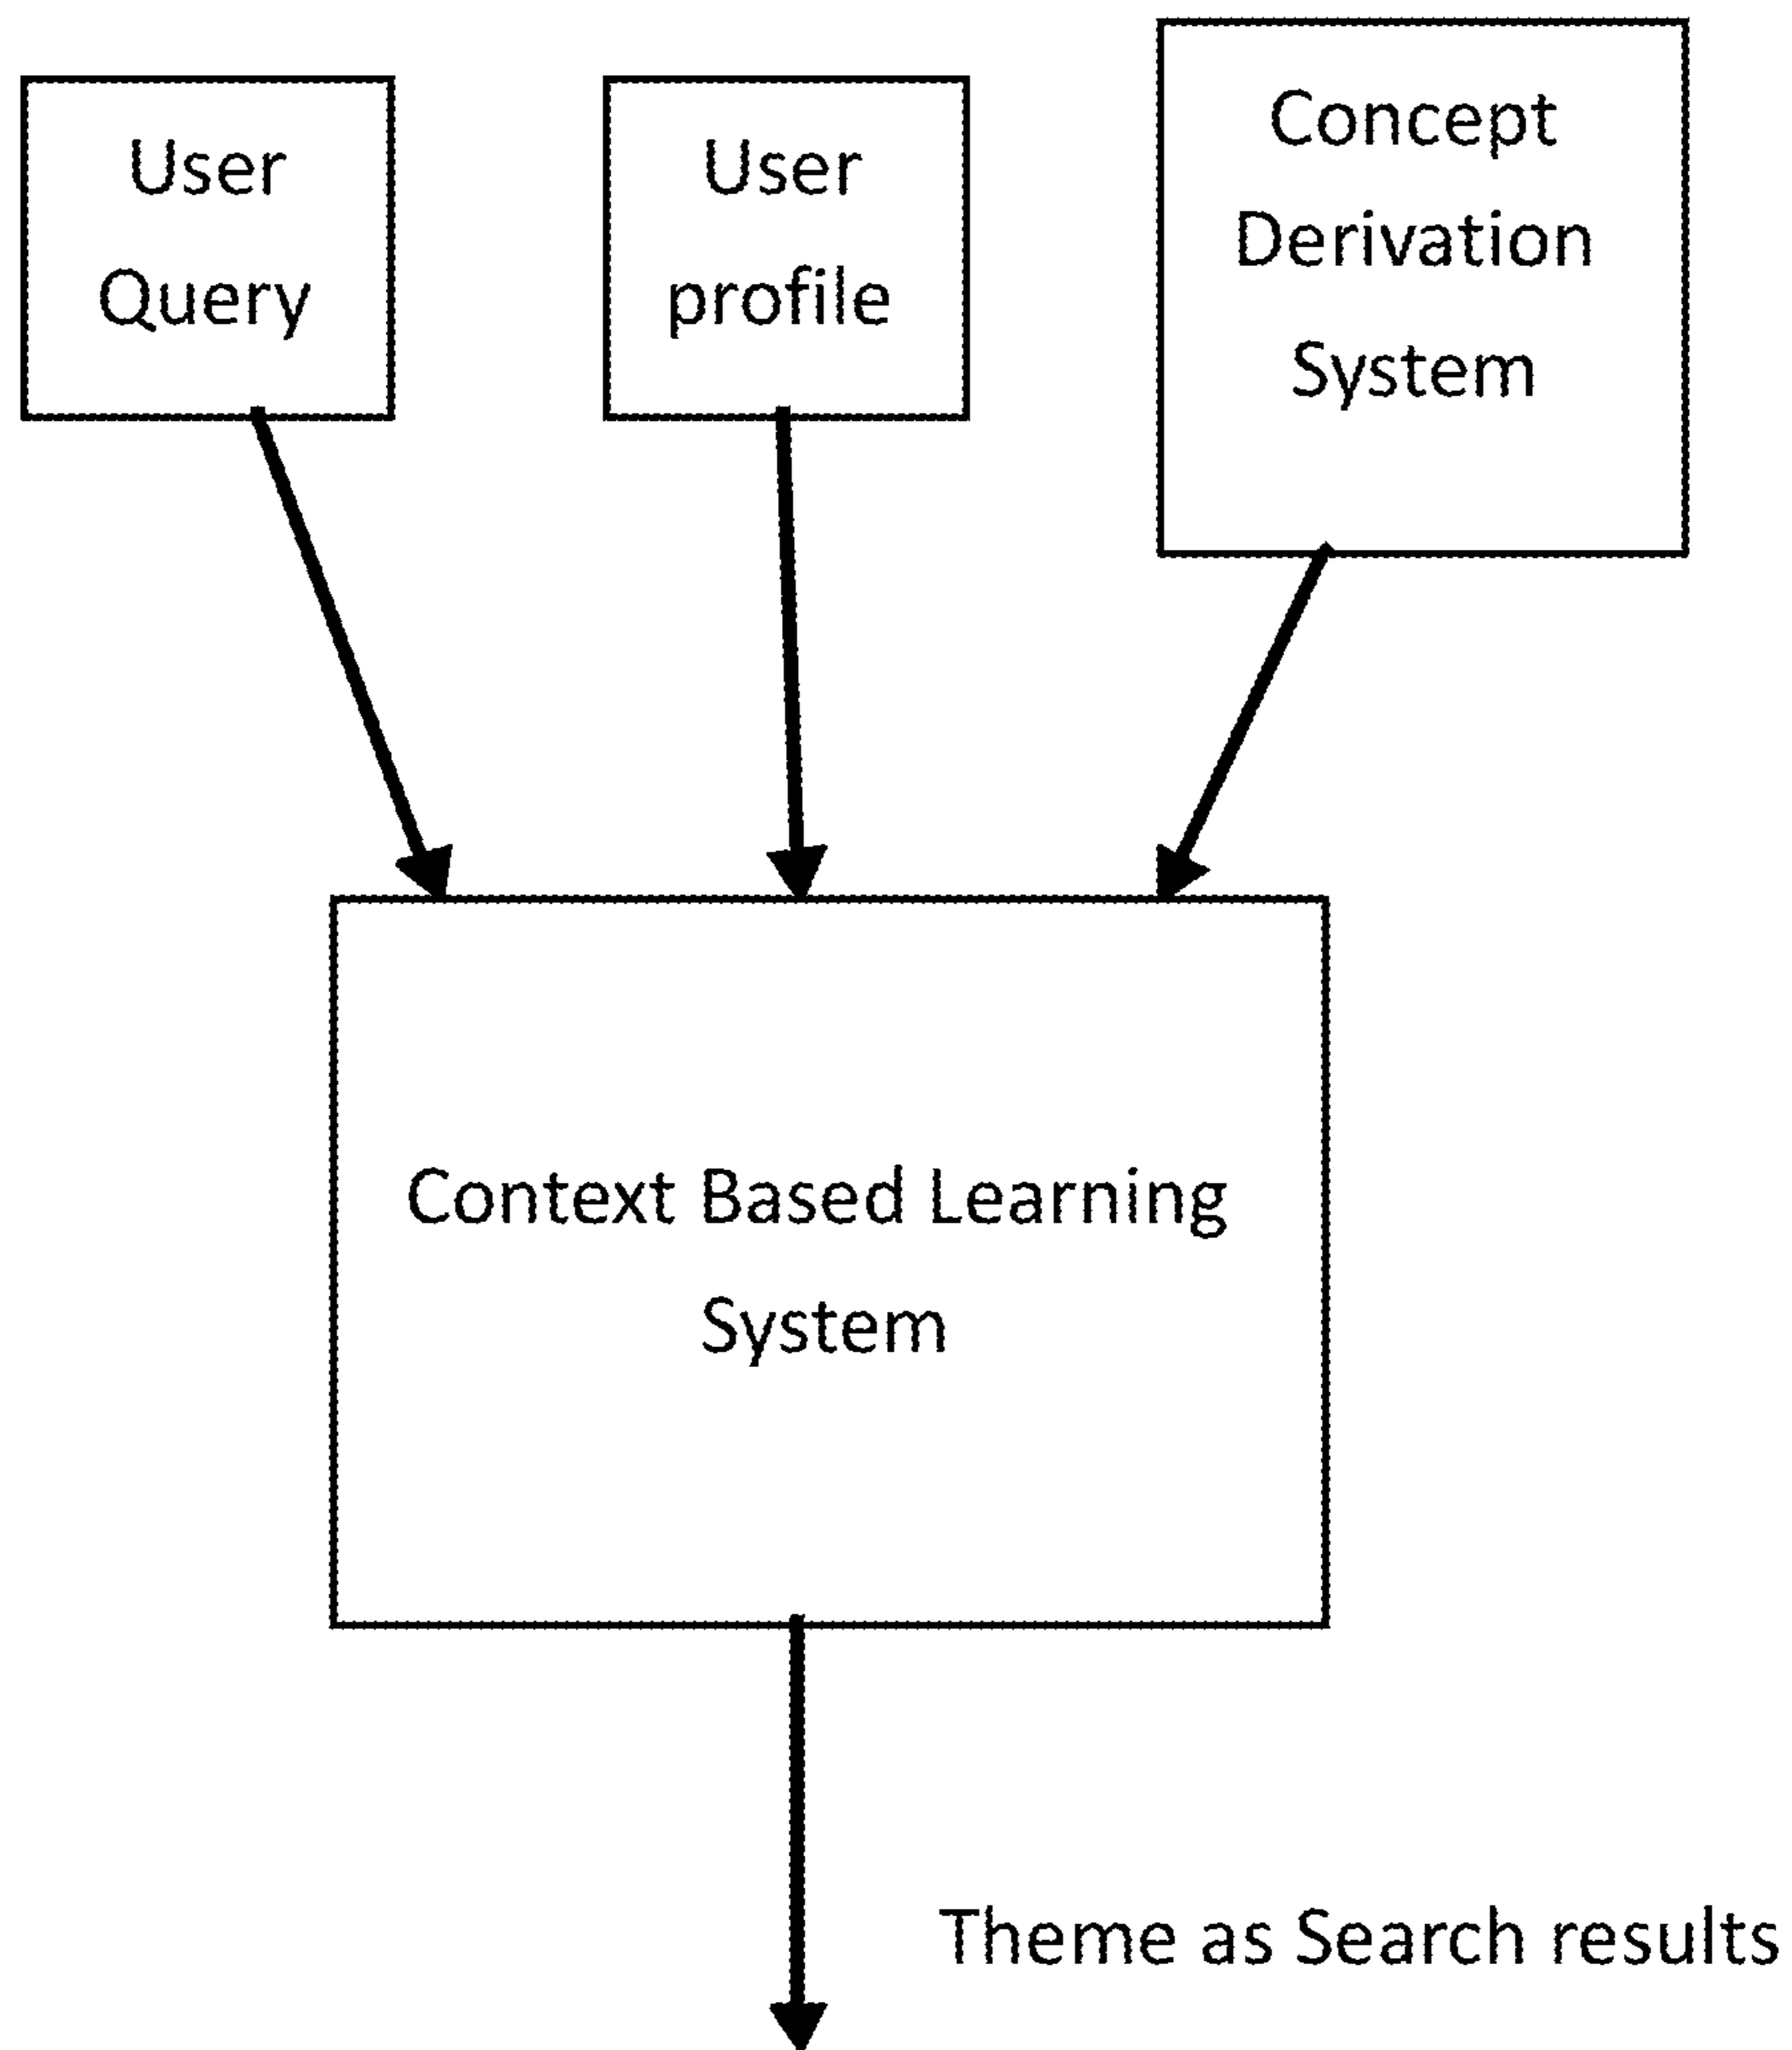 User
Query
User
profile
Concept
Derivation
System
Context Based Learning
System
Theme as Search results